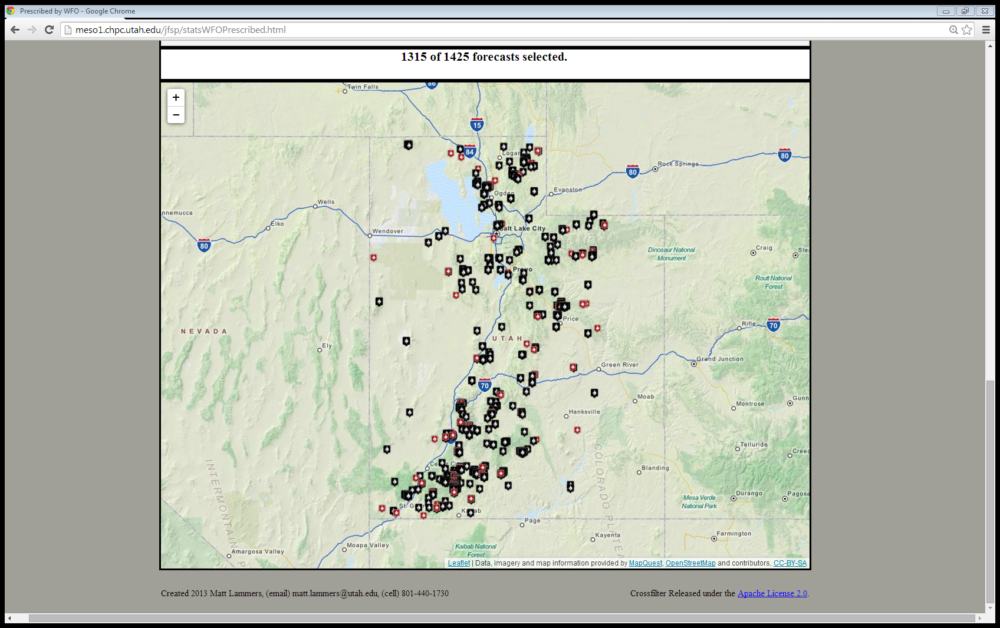 Prescribed by WFO - Google Chrome
meso1.chpc.utah.edu/jfsp/statsWFOPrescribed.html
1315 of 1425 forecasts selected.
+
−
Twin Falls
86
15
84
Logan
80
80
Rock Springs
Ogden
Evanston
Wells
nnemucca
Elko
Wendover
Salt Lake City
80
Dinosaur National
Monument
Craig
Stea
Provo
Routt National
Forest
Price
Rifle
70
NEVADA
UTAH
Ely
Grand Junction
Green River
70
Moab
Gunn
Montrose
Hanksville
Telluride
Creed
COLORADO PLATEA
INTERMONTAIN P
Blanding
Durango
Pagosa
Mesa Verde
National Park
Page
Kayenta
Farmington
Moapa Valley
Kaibab National
Forest
Amargosa Valley
Leaflet | Data, imagery and map information provided by MapQuest, OpenStreetMap and contributors, CC-BY-SA
Created 2013 Matt Lammers, (email) matt.lammers@utah.edu, (cell) 801-440-1730
Crossfilter Released under the Apache License 2.0.